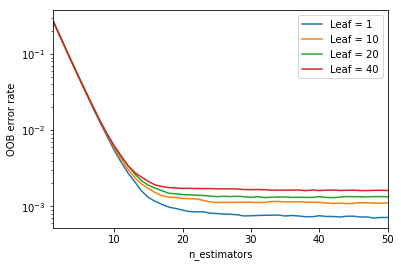 Leaf = 1
Leaf = 10
Leaf = 20
Leaf = 40
10⁻¹
10⁻²
10⁻³
OOB error rate
10 20 30 40 50
n_estimators